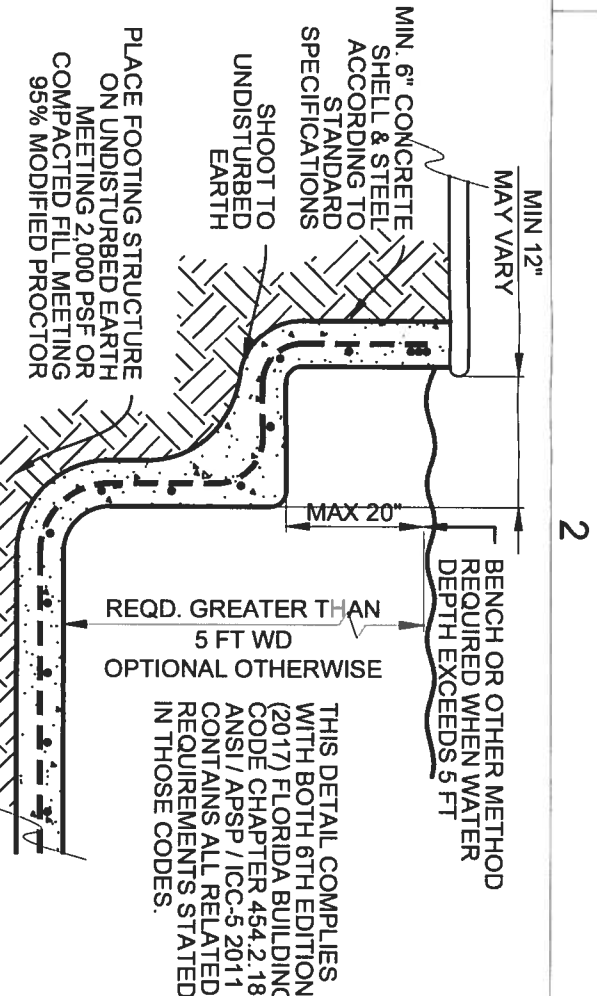 2
MIN 12"
MAY VARY
MIN. 6" CONCRETE
SHELL & STEEL
ACCORDING TO
STANDARD
SPECIFICATIONS
SHOOT TO
UNDISTURBED
EARTH
PLACE FOOTING STRUCTURE
ON UNDISTURBED EARTH
MEETING 2,000 PSF OR
COMPACTED FILL MEETING
95% MODIFIED PROCTOR
BENCH OR OTHER METHOD
REQUIRED WHEN WATER
DEPTH EXCEEDS 5 FT
MAX 20"
REQD. GREATER THAN
5 FT WD
OPTIONAL OTHERWISE
THIS DETAIL COMPLIES
WITH BOTH 6TH EDITION
(2017) FLORIDA BUILDING
CODE CHAPTER 454.2.18
ANSI / APSP / ICC-5 2011
CONTAINS ALL RELATED
REQUIREMENTS STATED
IN THOSE CODES.